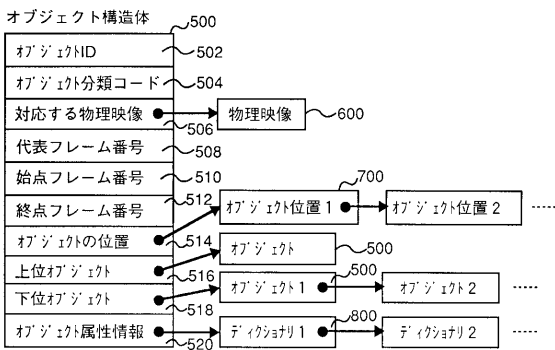 オブジェクト構造体
500
オブジェクトID
502
オブジェクト分類コード
504
対応する物理映像
506
物理映像
600
代表フレーム番号
508
始点フレーム番号
510
終点フレーム番号
512
オブジェクトの位置
514
オブジェクト位置1
700
オブジェクト位置2
上位オブジェクト
516
オブジェクト
500
下位オブジェクト
518
オブジェクト1
500
オブジェクト2
オブジェクト属性情報
520
ディクショナリ1
800
ディクショナリ2